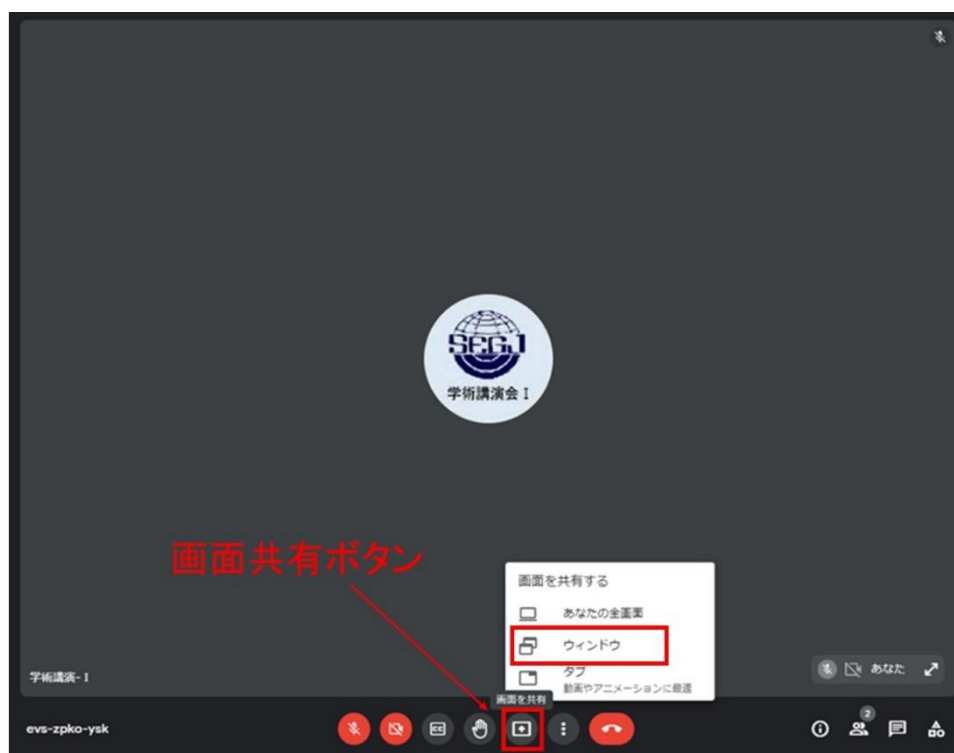 SEGJ
学術講演会 I
画面共有ボタン
画面を共有する
あなたの全画面
ウィンドウ
タブ
動画やアニメーションに最適
学術講演- I
あなた
画面を共有
evs-zpko-ysk
CC
2